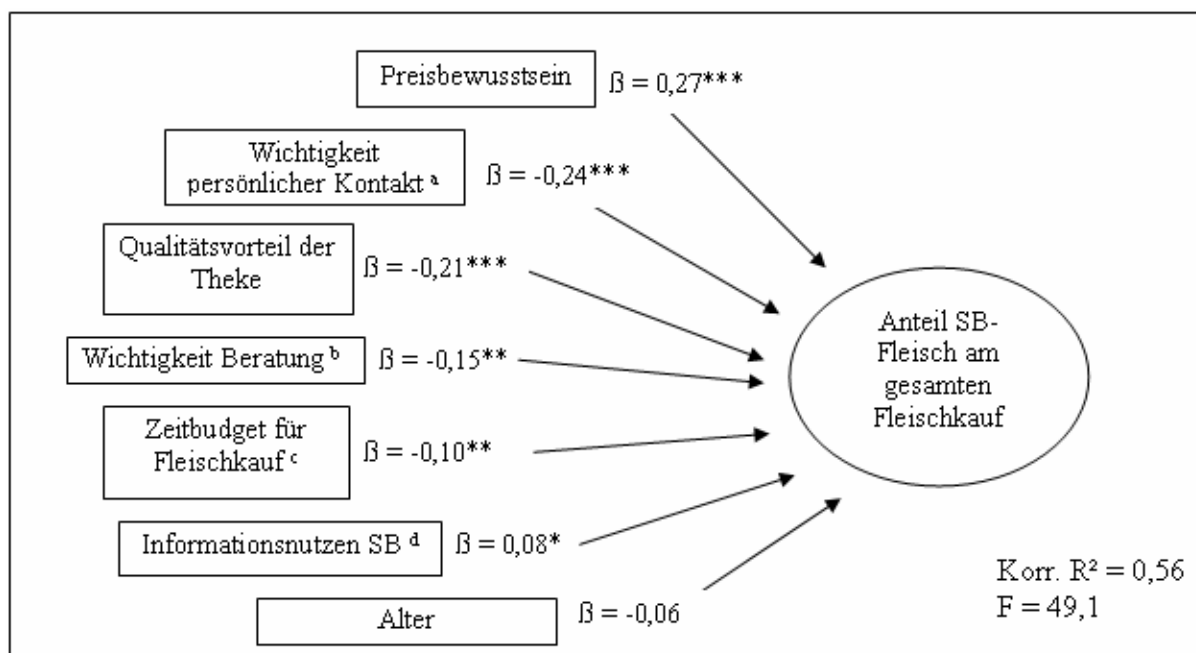 Preisbewusstsein
ß = 0,27***
Wichtigkeit
persönlicher Kontakt ᵃ
ß = -0,24***
Qualitätsvorteil der
Theke
ß = -0,21***
Wichtigkeit Beratung ᵇ
ß = -0,15**
Zeitbudget für
Fleischkauf ᶜ
ß = -0,10**
Informationsnutzen SB ᵈ
ß = 0,08*
Alter
ß = -0,06
Anteil SB-
Fleisch am
gesamten
Fleischkauf
Korr. R² = 0,56
F = 49,1